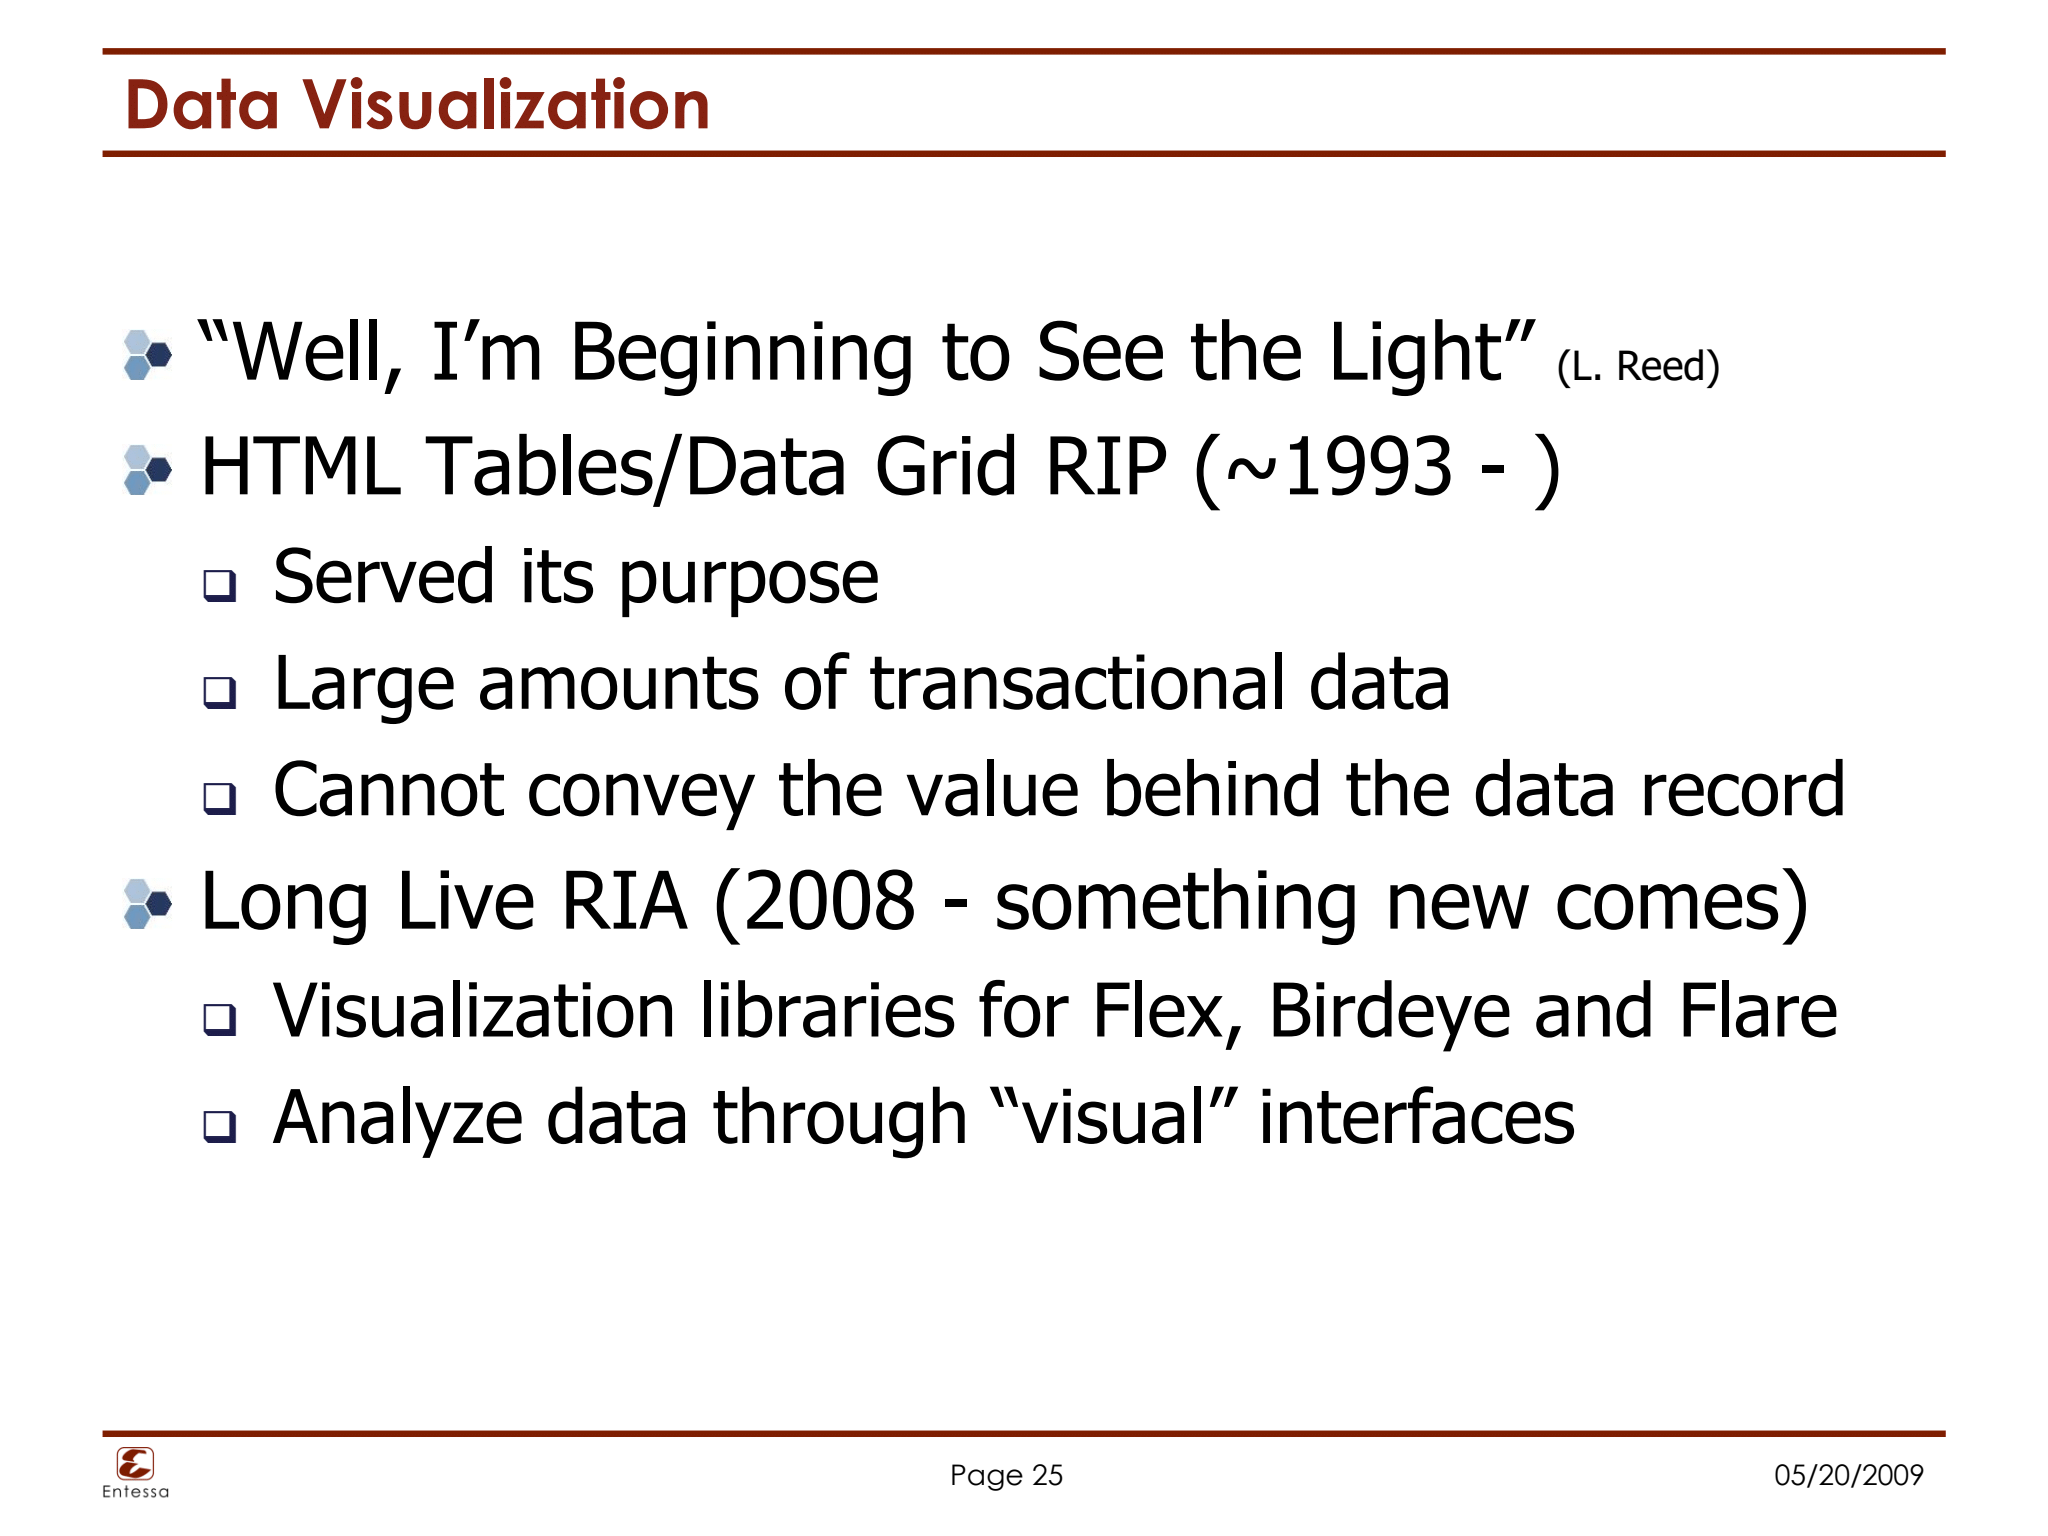 Data Visualization
“Well, I’m Beginning to See the Light” (L. Reed)
HTML Tables/Data Grid RIP (~1993 - )
Served its purpose
Large amounts of transactional data
Cannot convey the value behind the data record
Long Live RIA (2008 - something new comes)
Visualization libraries for Flex, Birdeye and Flare
Analyze data through “visual” interfaces
Entessa
Page 25
05/20/2009